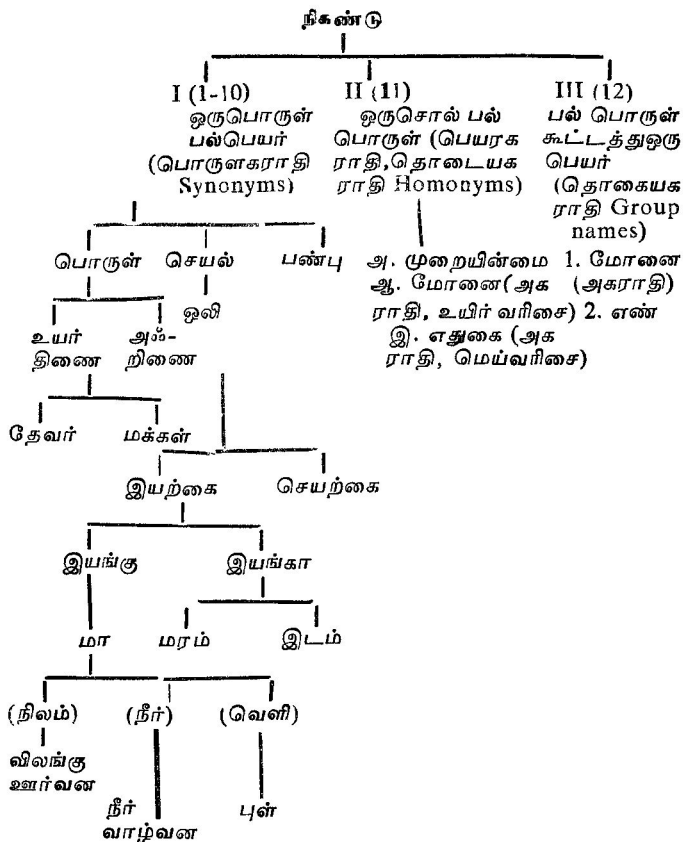 நிகண்டு
I (1-10)
ஒருபொருள்
பல்பெயர்
(பொருளகராதி
Synonyms)
II (11)
ஒருசொல் பல்
பொருள் (பெயரக
ராதி,தொடையக
ராதி Homonyms)
III (12)
பல் பொருள்
கூட்டத்துஒரு
பெயர்
(தொகையக
ராதி Group
names)
பொருள் செயல் பண்பு
அ. முறையின்மை
ஆ. மோனை(அக
ராதி, உயிர் வரிசை)
இ. எதுகை (அக
ராதி, மெய்வரிசை)
1. மோனை
(அகராதி)
2. எண்
ஒலி
உயர்
திணை
அஃ-
றிணை
தேவர் மக்கள்
இயற்கை செயற்கை
இயங்கு இயங்கா
மா மரம் இடம்
(நிலம்) (நீர்) (வெளி)
விலங்கு
ஊர்வன
நீர்
வாழ்வன
புள்